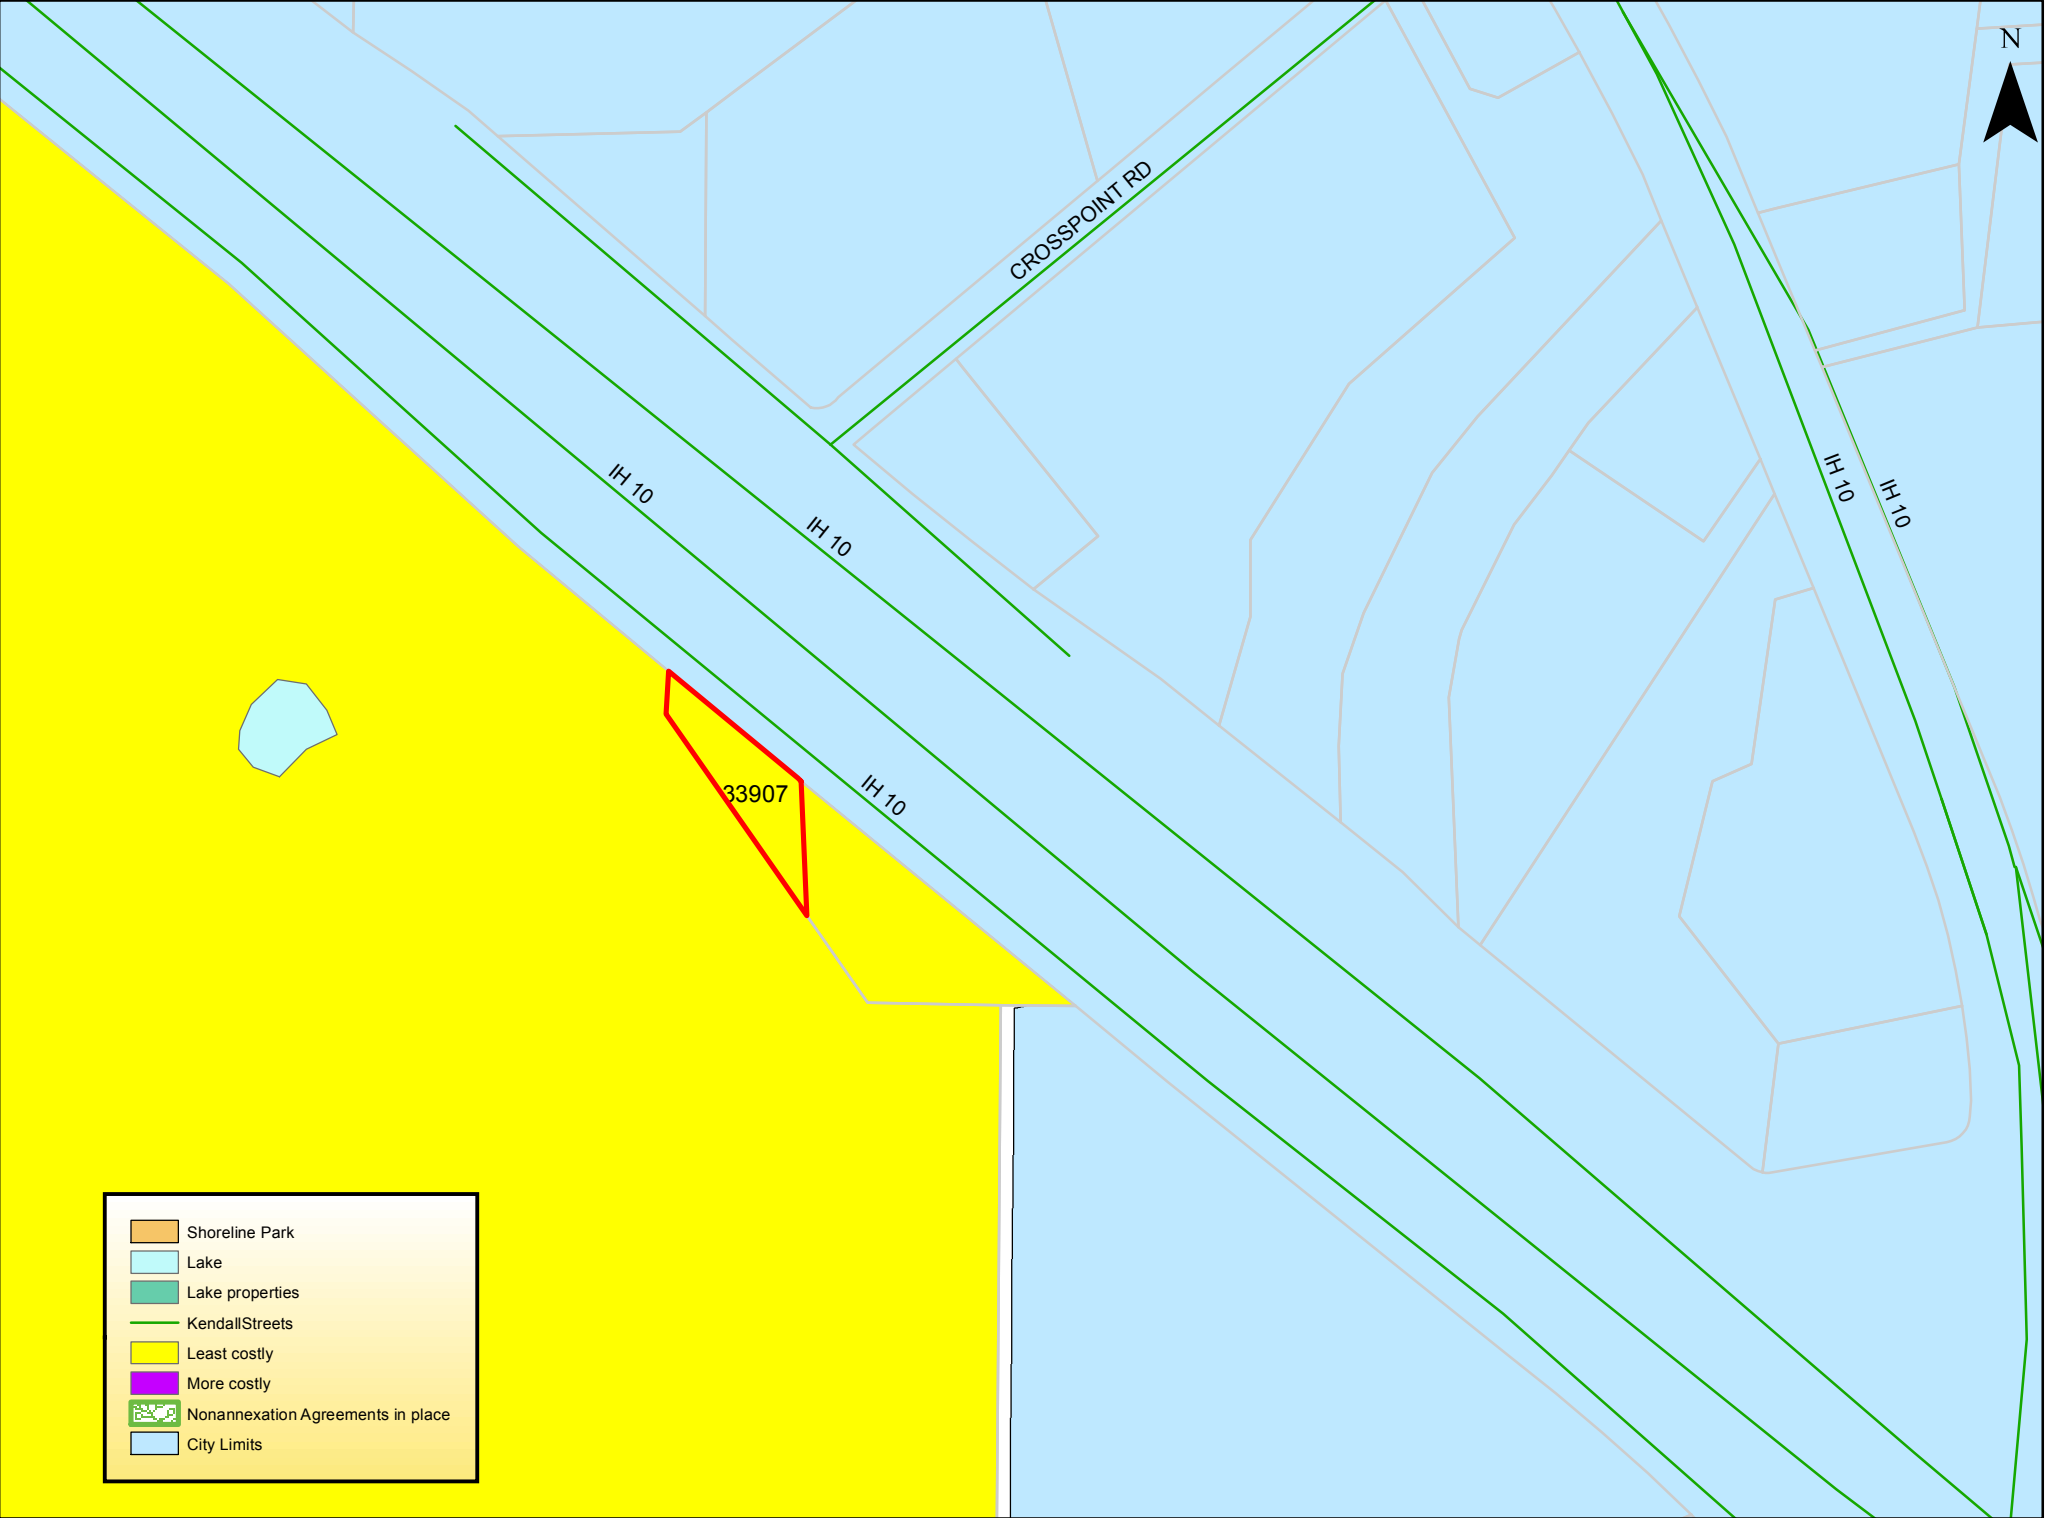 N
CROSSPOINT RD
IH 10
IH 10
IH 10
IH 10
33907
IH 10
Shoreline Park
Lake
Lake properties
KendallStreets
Least costly
More costly
Nonannexation Agreements in place
City Limits